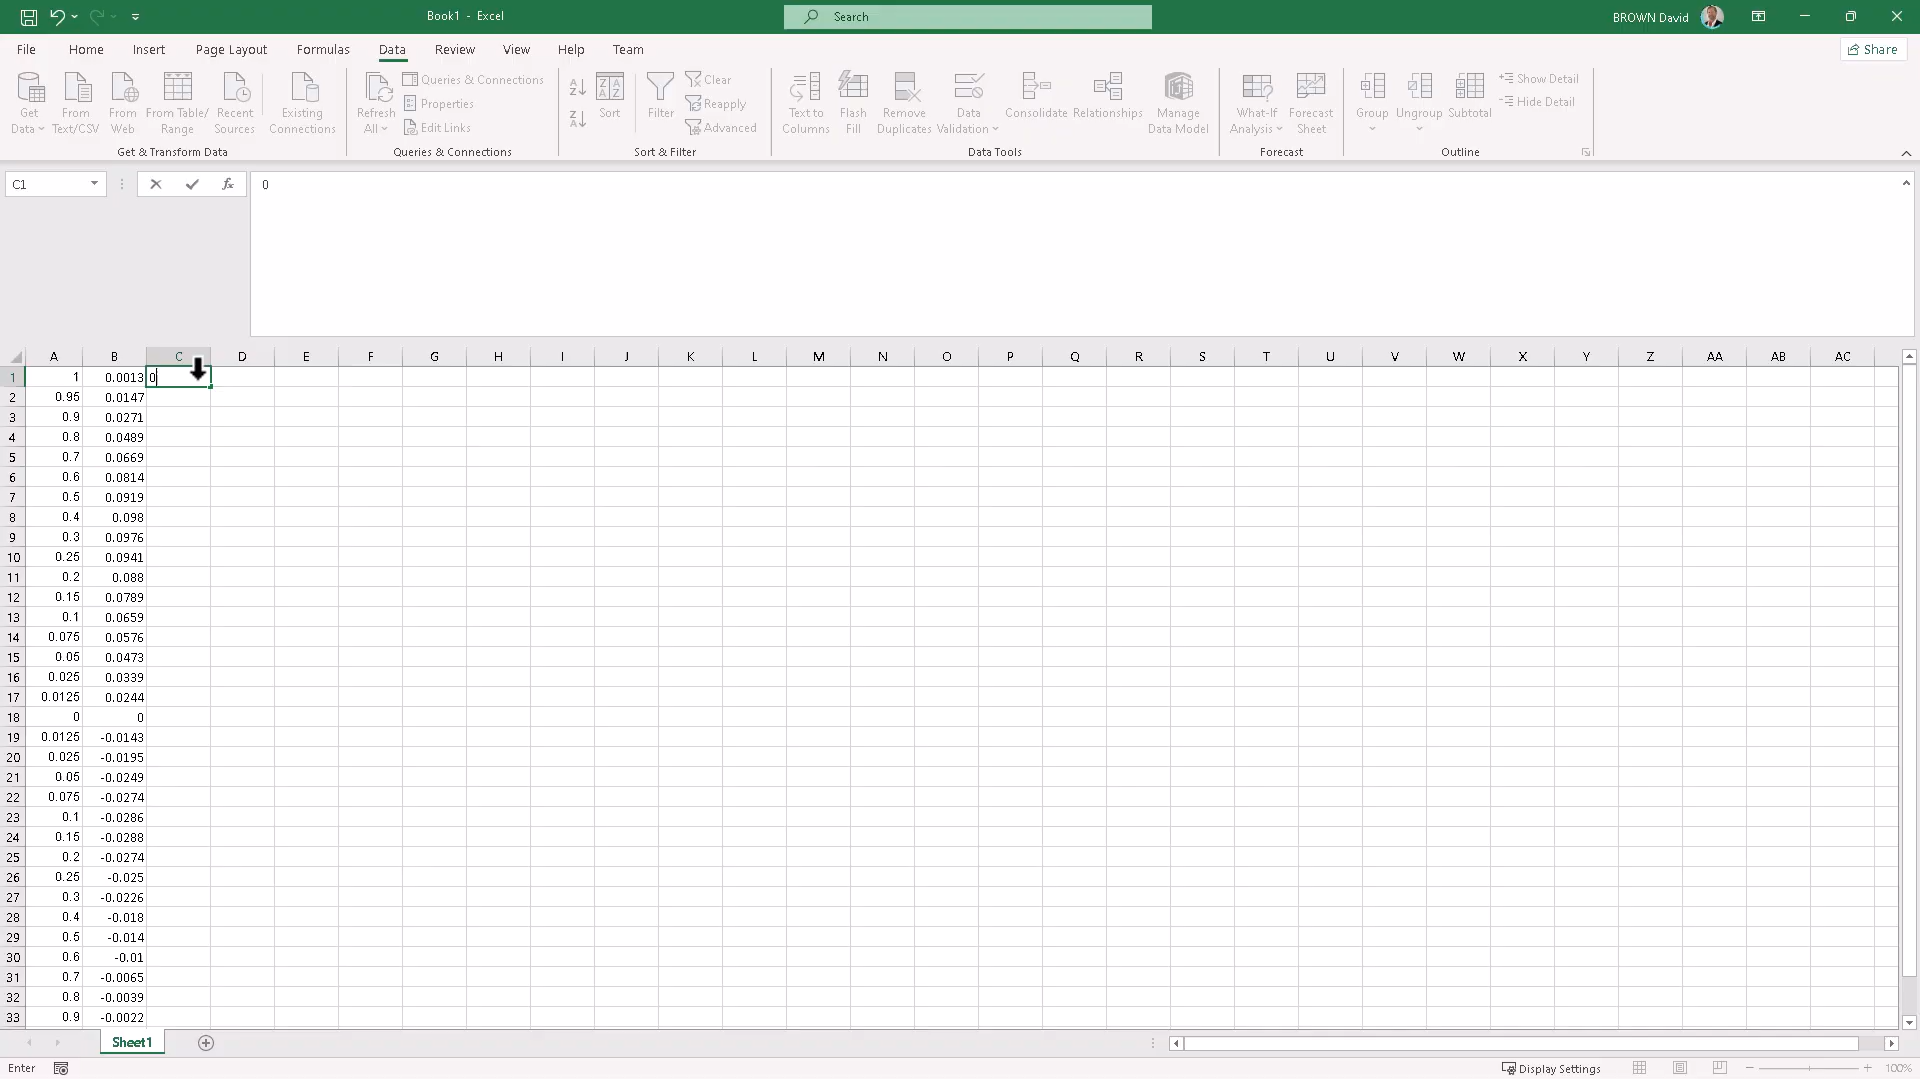 Book1 - Excel
Search
BROWN David
File Home Insert Page Layout Formulas Data Review View Help Team
Share
Get Data
From Text/CSV
From Web
From Table/ Range
Recent Sources
Existing Connections
Get & Transform Data
Refresh All
Queries & Connections
Properties
Edit Links
Queries & Connections
Sort
Filter
Clear
Reapply
Advanced
Sort & Filter
Text to Columns
Flash Fill
Remove Duplicates
Data Validation
Consolidate
Relationships
Manage Data Model
Data Tools
What-If Analysis
Forecast Sheet
Forecast
Group
Ungroup
Subtotal
Show Detail
Hide Detail
Outline
C1
fx
0
A B C D E F G H I J K L M N O P Q R S T U V W X Y Z AA AB AC
1 1 0.0013 0
2 0.95 0.0147
3 0.9 0.0271
4 0.8 0.0489
5 0.7 0.0669
6 0.6 0.0814
7 0.5 0.0919
8 0.4 0.098
9 0.3 0.0976
10 0.25 0.0941
11 0.2 0.088
12 0.15 0.0789
13 0.1 0.0659
14 0.075 0.0576
15 0.05 0.0473
16 0.025 0.0339
17 0.0125 0.0244
18 0 0
19 0.0125 -0.0143
20 0.025 -0.0195
21 0.05 -0.0249
22 0.075 -0.0274
23 0.1 -0.0286
24 0.15 -0.0288
25 0.2 -0.0274
26 0.25 -0.025
27 0.3 -0.0226
28 0.4 -0.018
29 0.5 -0.014
30 0.6 -0.01
31 0.7 -0.0065
32 0.8 -0.0039
33 0.9 -0.0022
Sheet1
Enter
Display Settings
100%